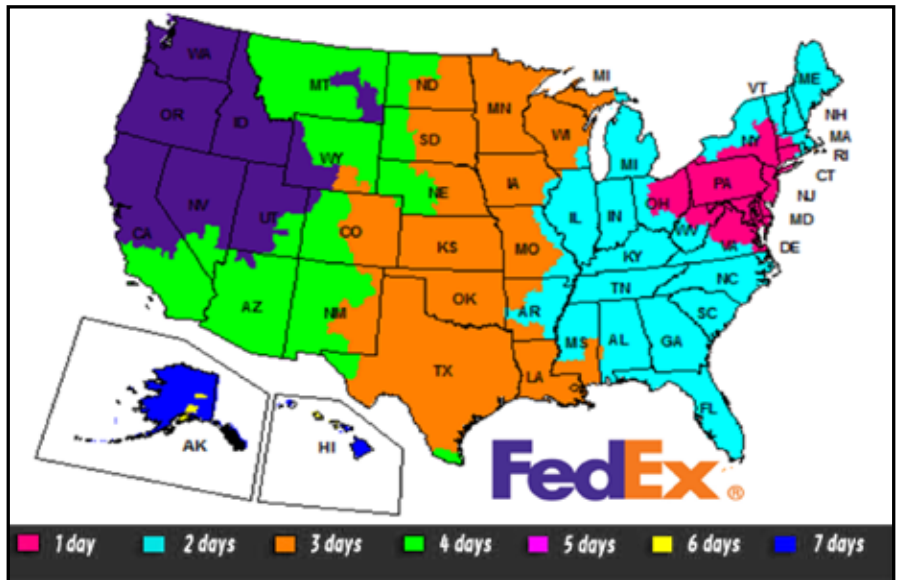 WA
MT
ND
MN
MI
VT
ME
NH
MA
RI
CT
NJ
MD
DE
OR
ID
SD
WI
NY
MI
WY
IA
PA
NE
OH
NV
UT
IL
IN
CA
CO
KS
MO
WV
VA
KY
NC
TN
AZ
NM
OK
AR
SC
MS
AL
GA
TX
LA
FL
AK
HI
FedEx®
1 day
2 days
3 days
4 days
5 days
6 days
7 days